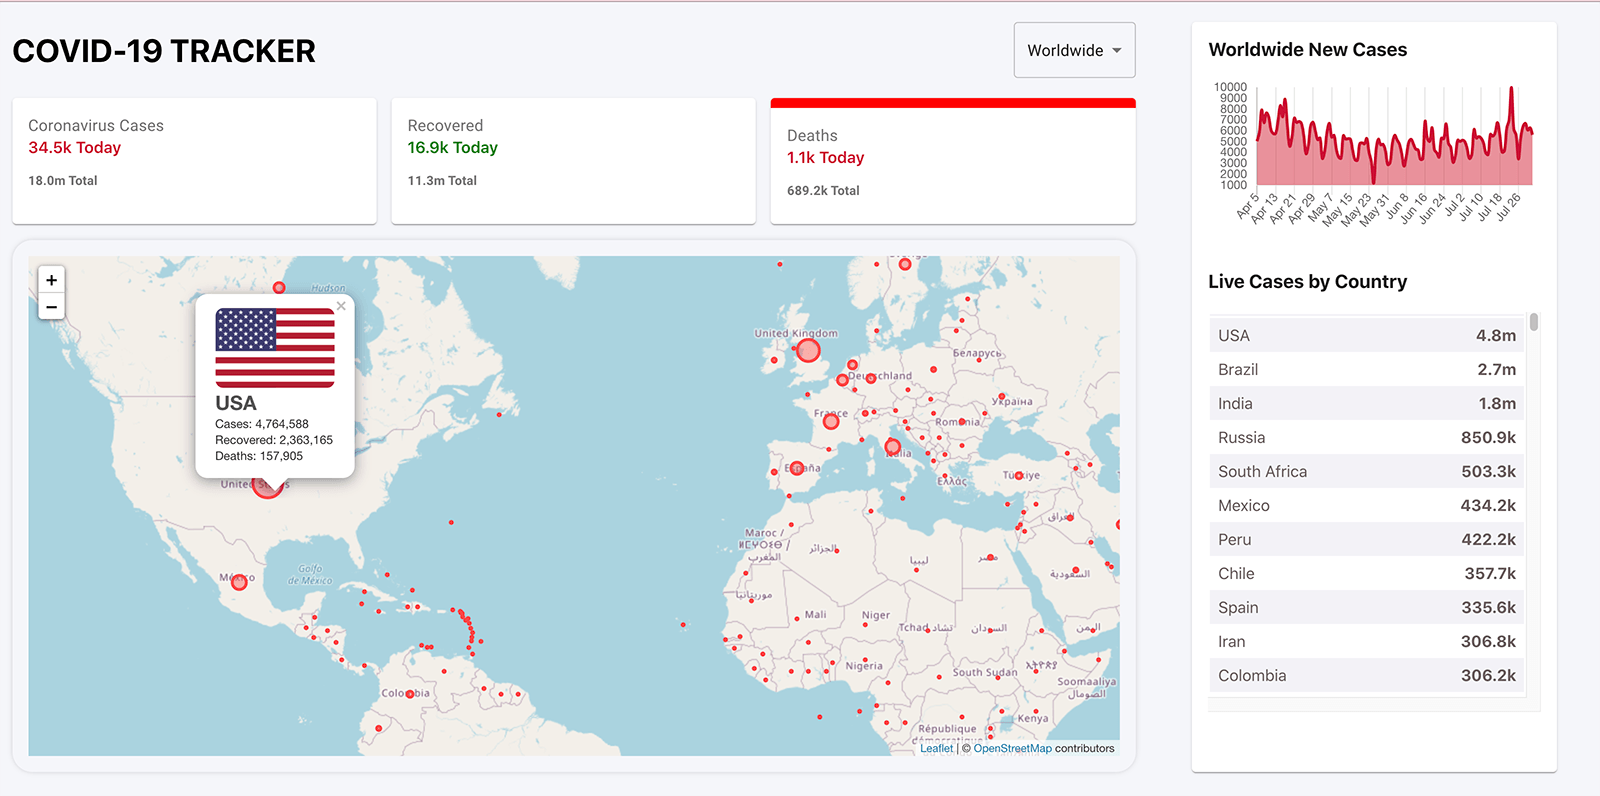 COVID-19 TRACKER
Worldwide
Coronavirus Cases
34.5k Today
18.0m Total
Recovered
16.9k Today
11.3m Total
Deaths
1.1k Today
689.2k Total
+
−
Hudson
×
USA
Cases: 4,764,588
Recovered: 2,363,165
Deaths: 157,905
United
México
Golfo
de México
Colombia
United Kingdom
Беларусь
Deutschland
Україна
France
România
Italia
España
Ελλάς
Türkiye
Maroc /
المغرب
الجزائر
ليبيا
مصر
العراق
السعودية
موريتانيا
Mali
Niger
Tchad تشاد
السودان
اليمن
Nigeria
South Sudan
Soomaaliya
الصومال
Kenya
République
Leaflet | © OpenStreetMap contributors
Worldwide New Cases
10000
9000
8000
7000
6000
5000
4000
3000
2000
1000
Apr 5
Apr 13
Apr 21
Apr 29
May 7
May 15
May 23
May 31
Jun 8
Jun 16
Jun 24
Jul 2
Jul 10
Jul 18
Jul 26
Live Cases by Country
USA 4.8m
Brazil 2.7m
India 1.8m
Russia 850.9k
South Africa 503.3k
Mexico 434.2k
Peru 422.2k
Chile 357.7k
Spain 335.6k
Iran 306.8k
Colombia 306.2k